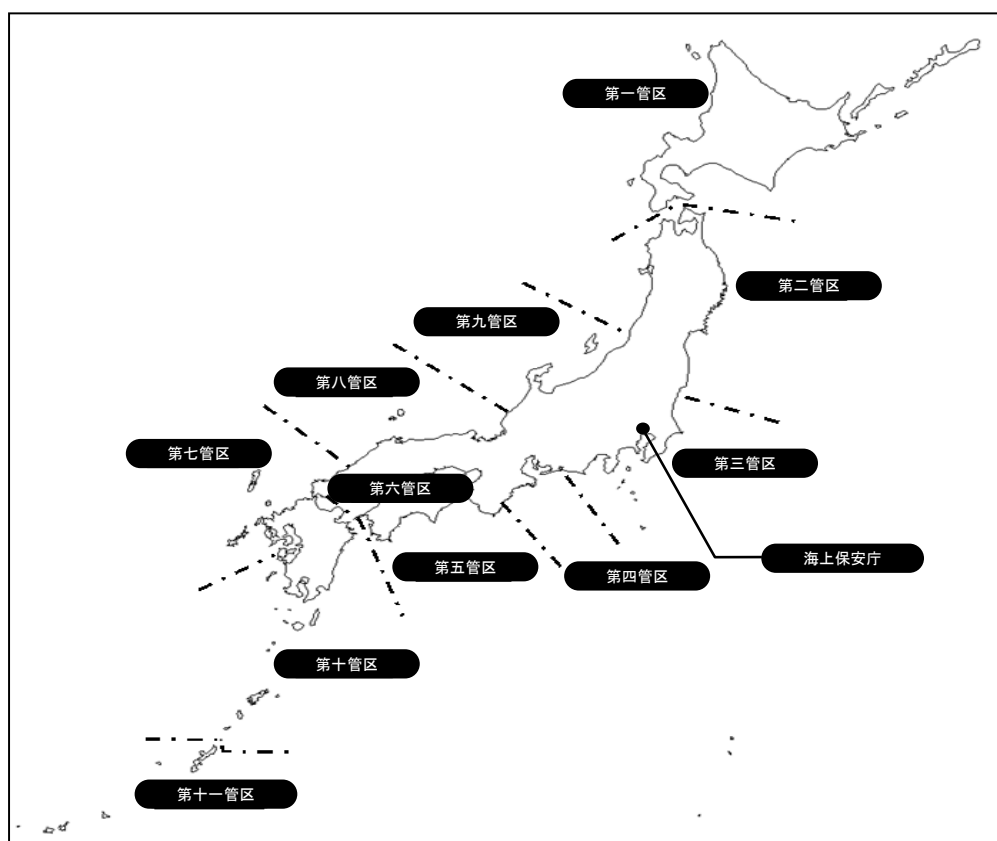 第一管区
第二管区
第九管区
第八管区
第七管区
第三管区
第六管区
海上保安庁
第五管区
第四管区
第十管区
第十一管区